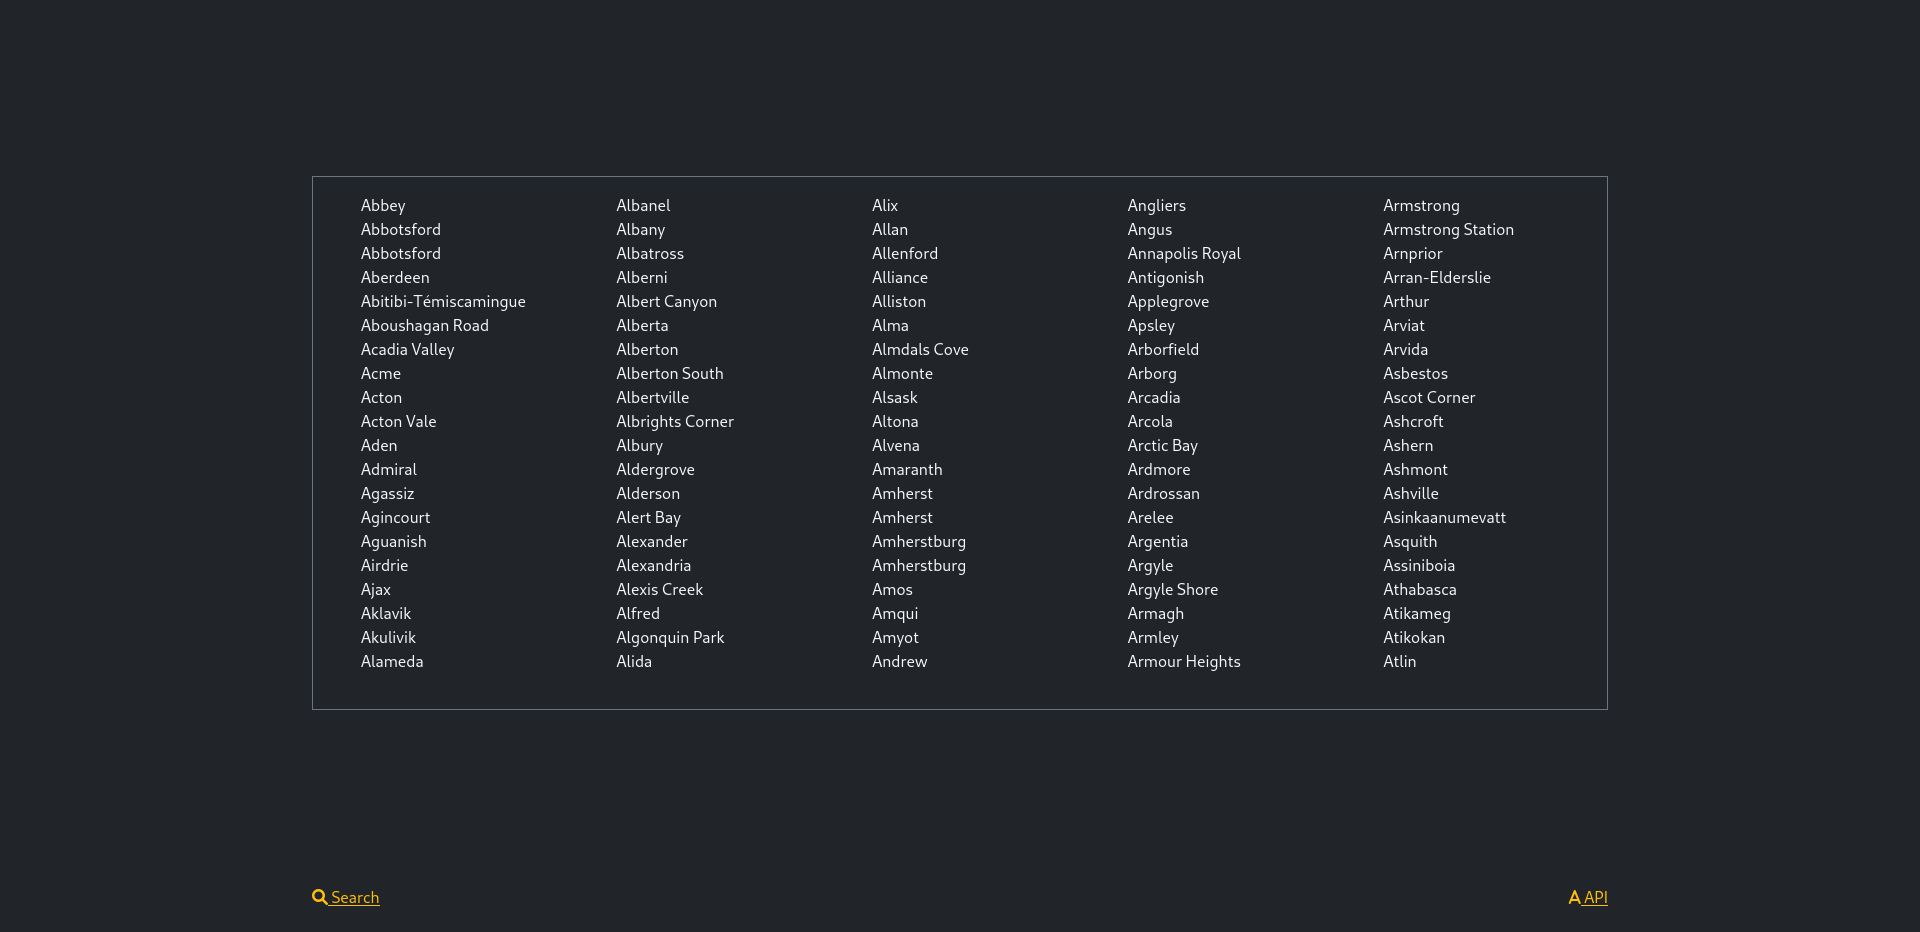 Abbey
Abbotsford
Abbotsford
Aberdeen
Abitibi-Témiscamingue
Aboushagan Road
Acadia Valley
Acme
Acton
Acton Vale
Aden
Admiral
Agassiz
Agincourt
Aguanish
Airdrie
Ajax
Aklavik
Akulivik
Alameda
Albanel
Albany
Albatross
Alberni
Albert Canyon
Alberta
Alberton
Alberton South
Albertville
Albrights Corner
Albury
Aldergrove
Alderson
Alert Bay
Alexander
Alexandria
Alexis Creek
Alfred
Algonquin Park
Alida
Alix
Allan
Allenford
Alliance
Alliston
Alma
Almdals Cove
Almonte
Alsask
Altona
Alvena
Amaranth
Amherst
Amherst
Amherstburg
Amherstburg
Amos
Amqui
Amyot
Andrew
Angliers
Angus
Annapolis Royal
Antigonish
Applegrove
Apsley
Arborfield
Arborg
Arcadia
Arcola
Arctic Bay
Ardmore
Ardrossan
Arelee
Argentia
Argyle
Argyle Shore
Armagh
Armley
Armour Heights
Armstrong
Armstrong Station
Arnprior
Arran-Elderslie
Arthur
Arviat
Arvida
Asbestos
Ascot Corner
Ashcroft
Ashern
Ashmont
Ashville
Asinkaanumevatt
Asquith
Assiniboia
Athabasca
Atikameg
Atikokan
Atlin
Search
API